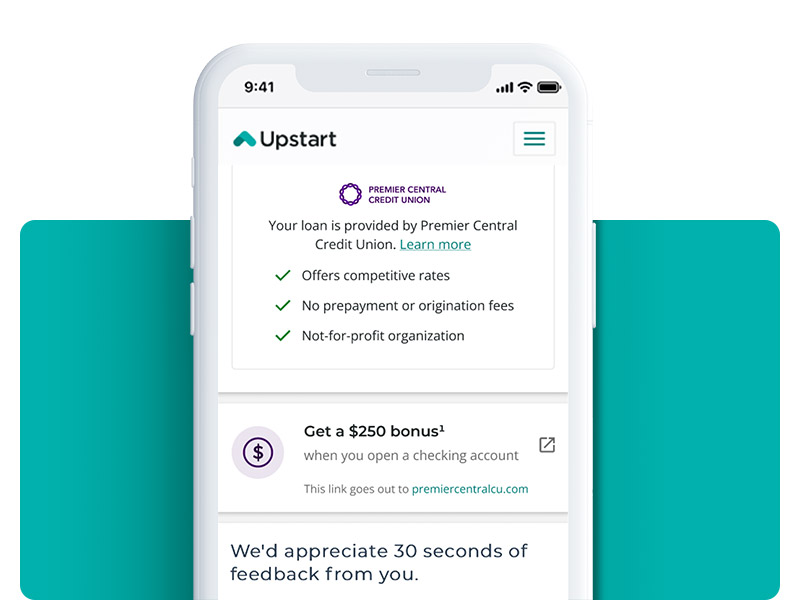 9:41
Upstart
PREMIER CENTRAL
CREDIT UNION
Your loan is provided by Premier Central
Credit Union. Learn more
Offers competitive rates
No prepayment or origination fees
Not-for-profit organization
Get a $250 bonus¹
when you open a checking account
This link goes out to premiercentralcu.com
We'd appreciate 30 seconds of
feedback from you.